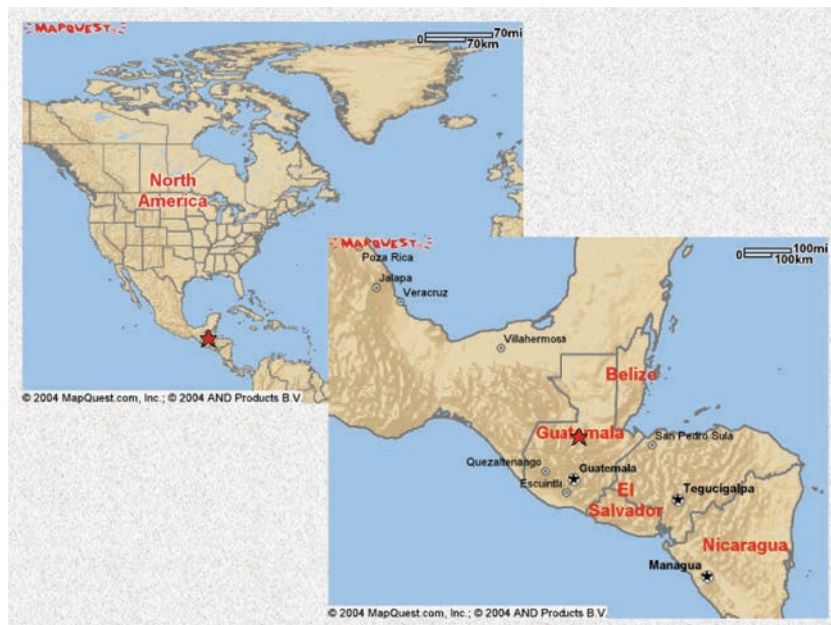 MAPQUEST
0 70mi
70km
North
America
© 2004 MapQuest.com, Inc.; © 2004 AND Products B.V.
MAPQUEST
0 100mi
100km
Poza Rica
Jalapa
Veracruz
Villahermosa
Belize
Guatemala
San Pedro Sula
Quezaltenango
Guatemala
Escuintla
El
Salvador
Tegucigalpa
Nicaragua
Managua
© 2004 MapQuest.com, Inc.; © 2004 AND Products B.V.